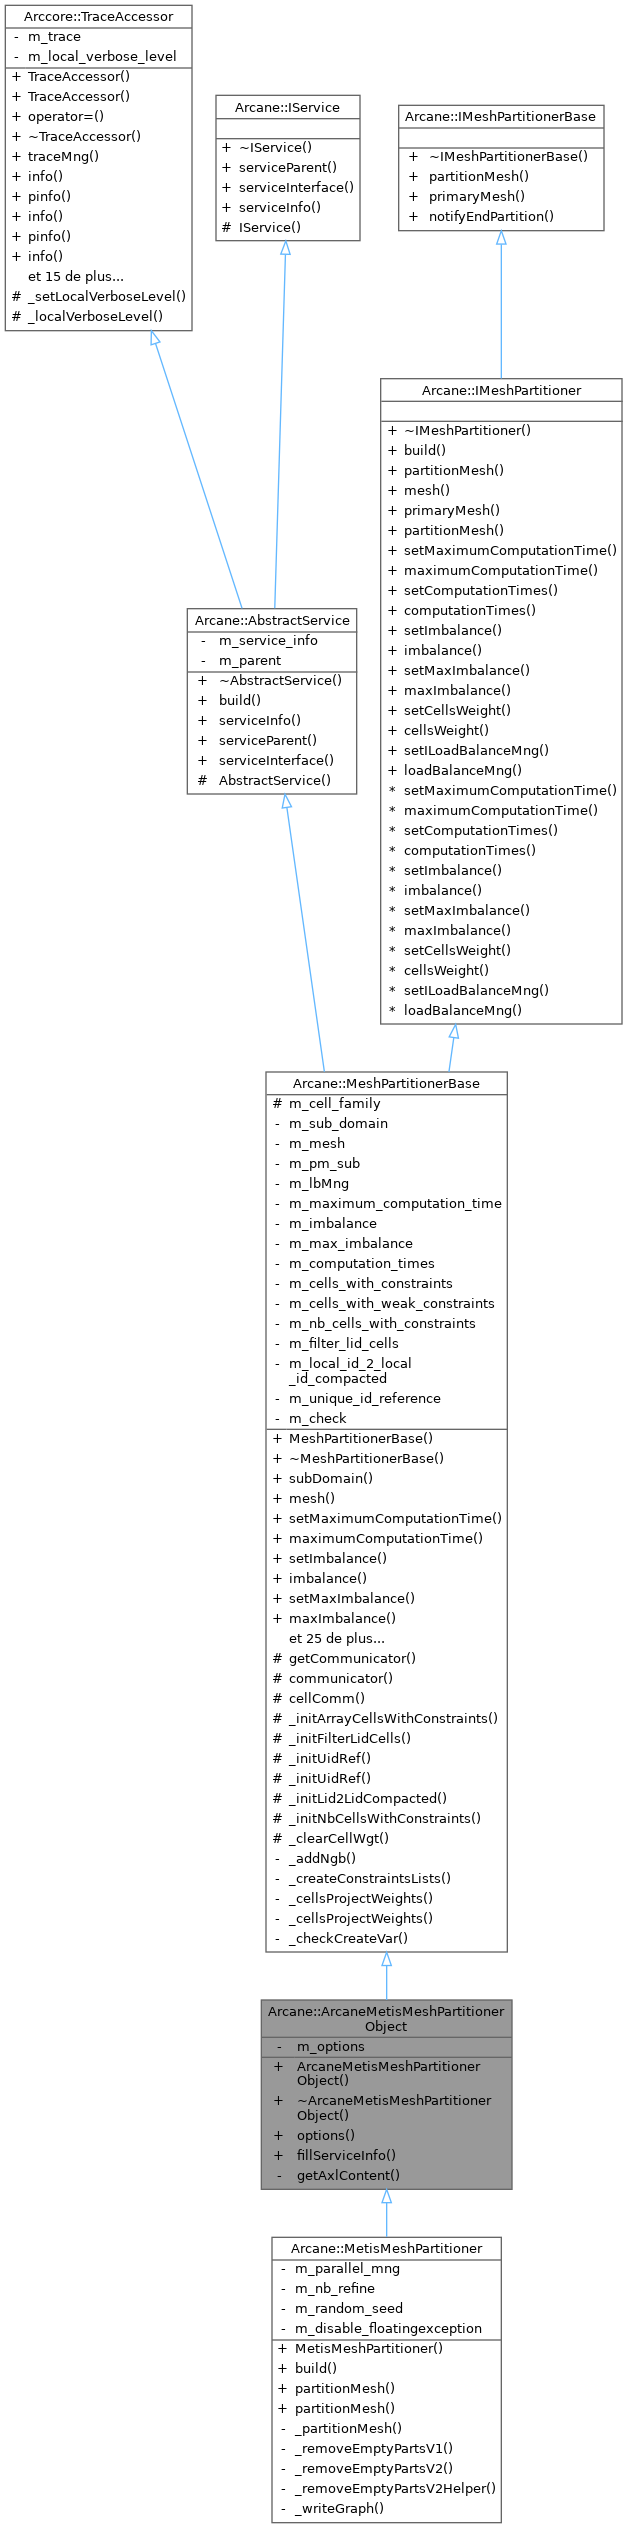 Arccore::TraceAccessor
- m_trace
- m_local_verbose_level
+ TraceAccessor()
+ TraceAccessor()
+ operator=()
+ ~TraceAccessor()
+ traceMng()
+ info()
+ pinfo()
+ info()
+ pinfo()
+ info()
et 15 de plus...
# _setLocalVerboseLevel()
# _localVerboseLevel()
Arcane::IService
+ ~IService()
+ serviceParent()
+ serviceInterface()
+ serviceInfo()
# IService()
Arcane::IMeshPartitionerBase
+ ~IMeshPartitionerBase()
+ partitionMesh()
+ primaryMesh()
+ notifyEndPartition()
Arcane::IMeshPartitioner
+ ~IMeshPartitioner()
+ build()
+ partitionMesh()
+ mesh()
+ primaryMesh()
+ partitionMesh()
+ setMaximumComputationTime()
+ maximumComputationTime()
+ setComputationTimes()
+ computationTimes()
+ setImbalance()
+ imbalance()
+ setMaxImbalance()
+ maxImbalance()
+ setCellsWeight()
+ cellsWeight()
+ setILoadBalanceMng()
+ loadBalanceMng()
* setMaximumComputationTime()
* maximumComputationTime()
* setComputationTimes()
* computationTimes()
* setImbalance()
* imbalance()
* setMaxImbalance()
* maxImbalance()
* setCellsWeight()
* cellsWeight()
* setILoadBalanceMng()
* loadBalanceMng()
Arcane::AbstractService
- m_service_info
- m_parent
+ ~AbstractService()
+ build()
+ serviceInfo()
+ serviceParent()
+ serviceInterface()
# AbstractService()
Arcane::MeshPartitionerBase
# m_cell_family
- m_sub_domain
- m_mesh
- m_pm_sub
- m_lbMng
- m_maximum_computation_time
- m_imbalance
- m_max_imbalance
- m_computation_times
- m_cells_with_constraints
- m_cells_with_weak_constraints
- m_nb_cells_with_constraints
- m_filter_lid_cells
- m_local_id_2_local
_id_compacted
- m_unique_id_reference
- m_check
+ MeshPartitionerBase()
+ ~MeshPartitionerBase()
+ subDomain()
+ mesh()
+ setMaximumComputationTime()
+ maximumComputationTime()
+ setImbalance()
+ imbalance()
+ setMaxImbalance()
+ maxImbalance()
et 25 de plus...
# getCommunicator()
# communicator()
# cellComm()
# _initArrayCellsWithConstraints()
# _initFilterLidCells()
# _initUidRef()
# _initUidRef()
# _initLid2LidCompacted()
# _initNbCellsWithConstraints()
# _clearCellWgt()
- _addNgb()
- _createConstraintsLists()
- _cellsProjectWeights()
- _cellsProjectWeights()
- _checkCreateVar()
Arcane::ArcaneMetisMeshPartitioner
Object
- m_options
+ ArcaneMetisMeshPartitioner
Object()
+ ~ArcaneMetisMeshPartitioner
Object()
+ options()
+ fillServiceInfo()
- getAxlContent()
Arcane::MetisMeshPartitioner
- m_parallel_mng
- m_nb_refine
- m_random_seed
- m_disable_floatingexception
+ MetisMeshPartitioner()
+ build()
+ partitionMesh()
+ partitionMesh()
- _partitionMesh()
- _removeEmptyPartsV1()
- _removeEmptyPartsV2()
- _removeEmptyPartsV2Helper()
- _writeGraph()